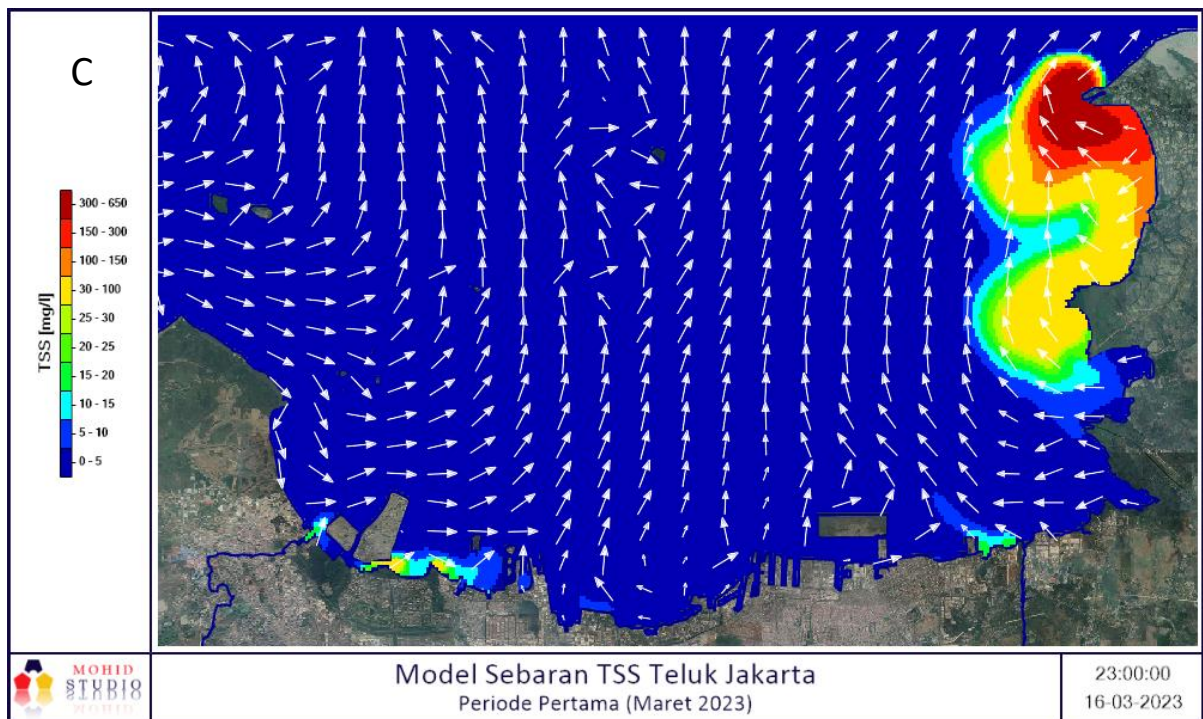 C
TSS [mg/l]
300 - 650
150 - 300
100 - 150
30 - 100
25 - 30
20 - 25
15 - 20
10 - 15
5 - 10
0 - 5
MOHID
STUDIO
Model Sebaran TSS Teluk Jakarta
Periode Pertama (Maret 2023)
23:00:00
16-03-2023